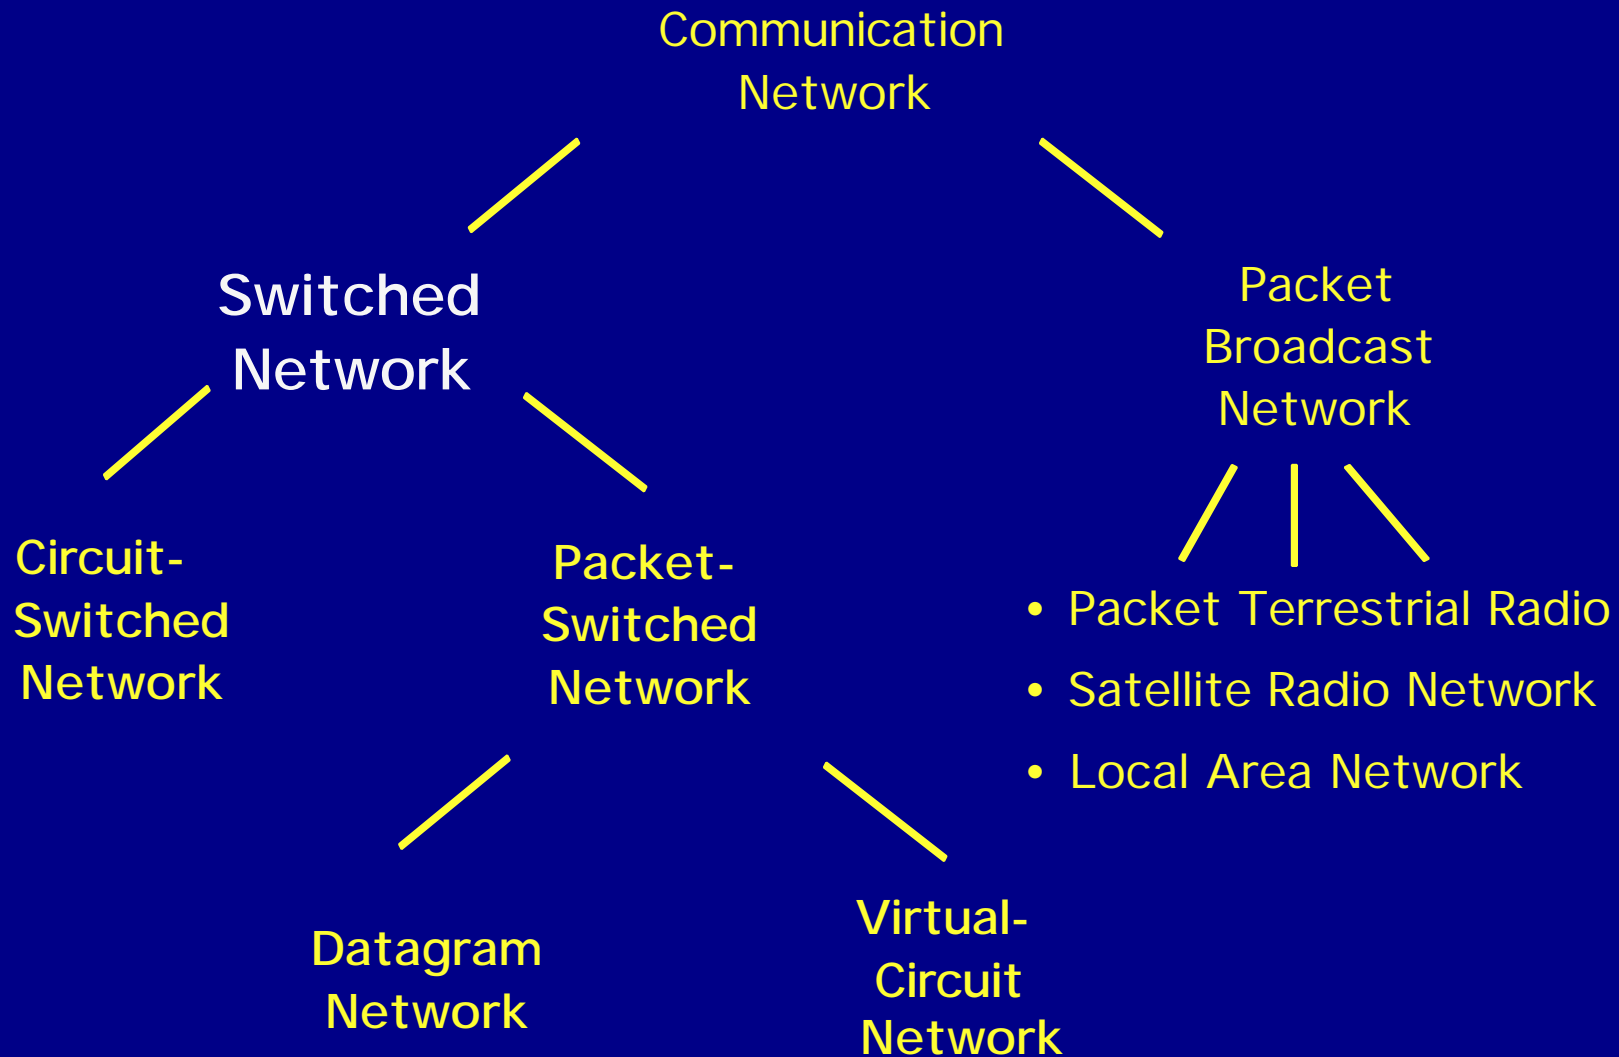 Communication
Network
Switched
Network
Packet
Broadcast
Network
Circuit-
Switched
Network
Packet-
Switched
Network
• Packet Terrestrial Radio
• Satellite Radio Network
• Local Area Network
Datagram
Network
Virtual-
Circuit
Network